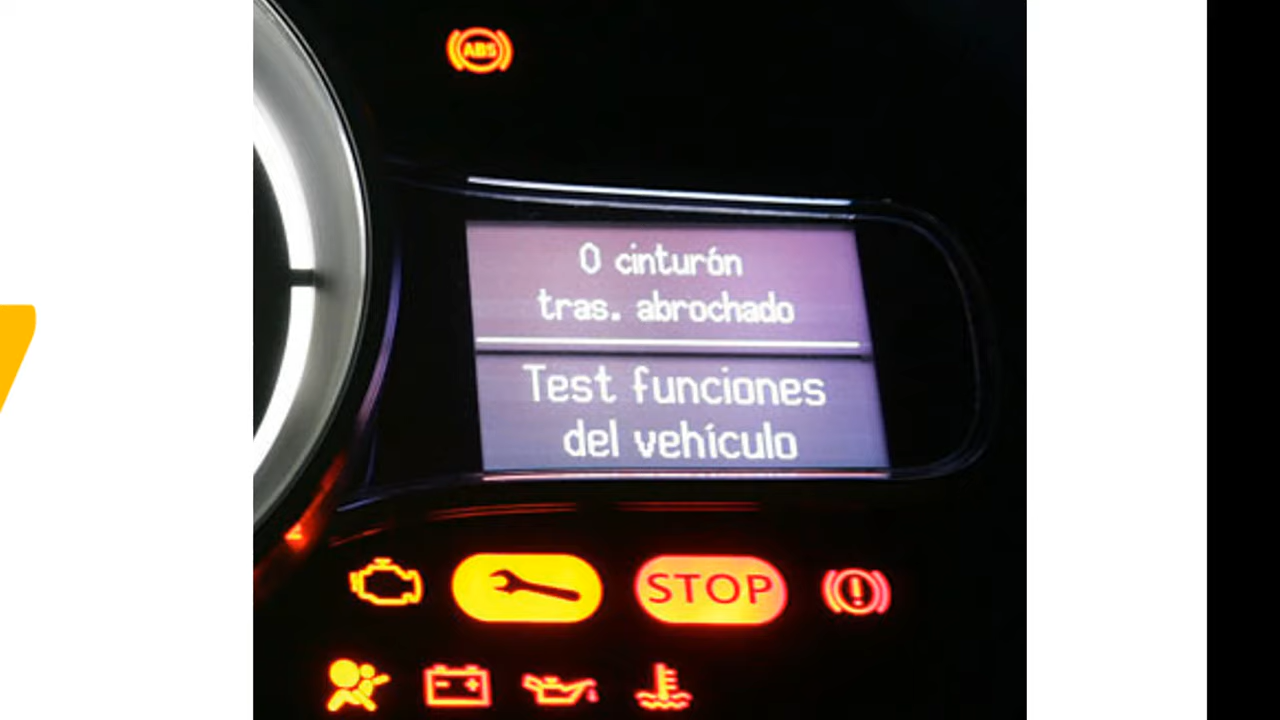 ABS
0 cinturón
tras. abrochado
Test funciones
del vehículo
STOP